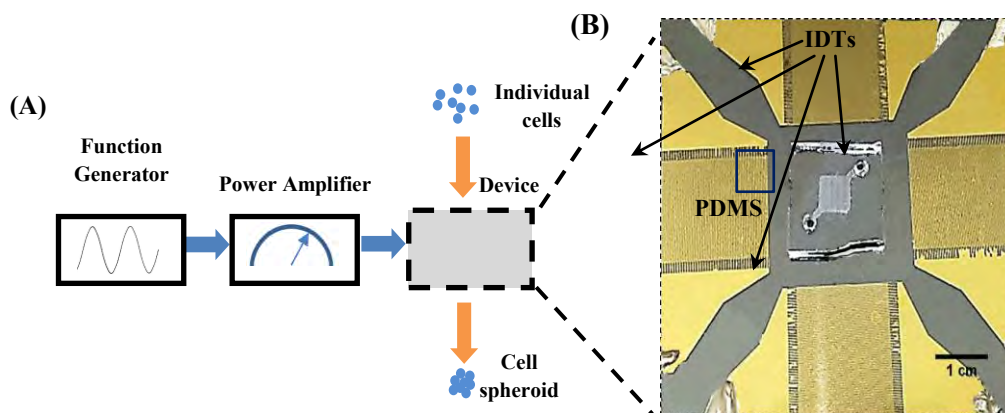 (A)
Function
Generator
Power Amplifier
Individual
cells
Device
Cell
spheroid
(B)
IDTs
PDMS
1 cm